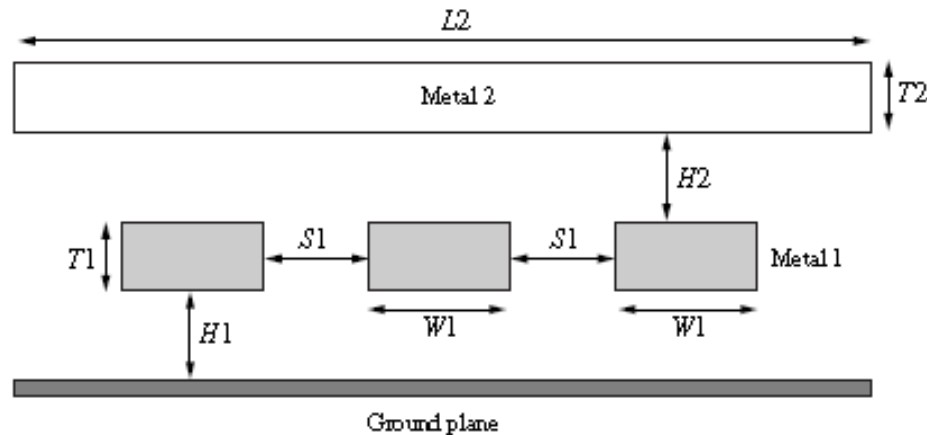 L2
Metal 2
T2
H2
T1
S1
S1
Metal 1
H1
W1
W1
Ground plane